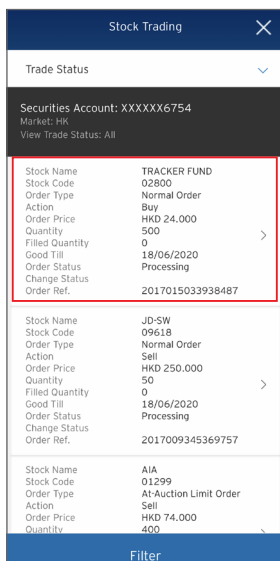 Stock Trading
Trade Status
Securities Account: XXXXXX6754
Market: HK
View Trade Status: All
Stock Name TRACKER FUND
Stock Code 02800
Order Type Normal Order
Action Buy
Order Price HKD 24.000
Quantity 500
Filled Quantity 0
Good Till 18/06/2020
Order Status Processing
Change Status
Order Ref. 2017015033938487
Stock Name JD-SW
Stock Code 09618
Order Type Normal Order
Action Sell
Order Price HKD 250.000
Quantity 50
Filled Quantity 0
Good Till 18/06/2020
Order Status Processing
Change Status
Order Ref. 2017009345369757
Stock Name AIA
Stock Code 01299
Order Type At-Auction Limit Order
Action Sell
Order Price HKD 74.000
Quantity 400
Filter